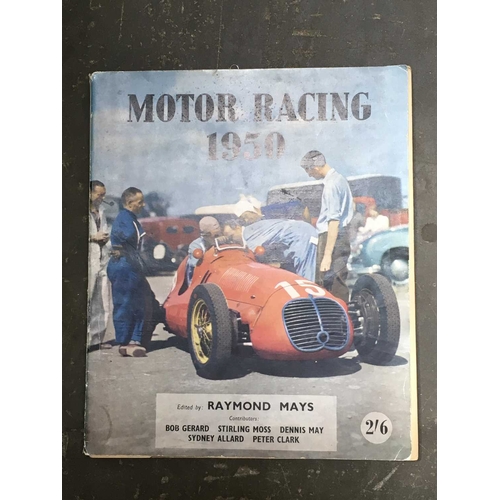 MOTOR RACING
1950
15
Edited by RAYMOND MAYS
Contributors:
BOB GERARD STIRLING MOSS DENNIS MAY
SYDNEY ALLARD PETER CLARK
2/6